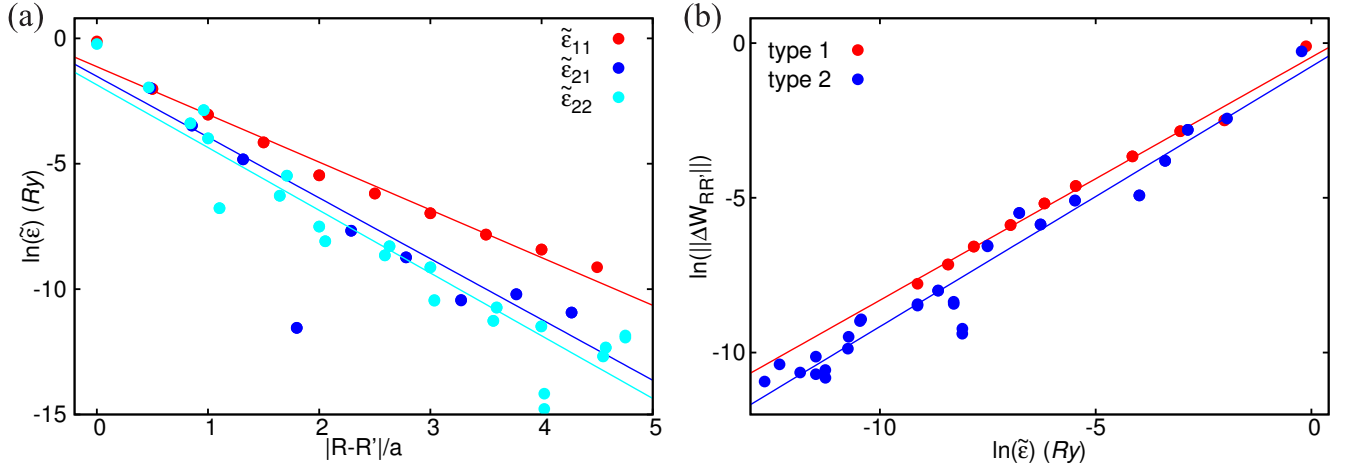 (a)
0
-5
-10
-15
ln(ε̃) (Ry)
0 1 2 3 4 5
|R-R'|/a
ε̃₁₁
ε̃₂₁
ε̃₂₂
(b)
0
-5
-10
ln(||ΔW_RR'||)
-10 -5 0
ln(ε̃) (Ry)
type 1
type 2